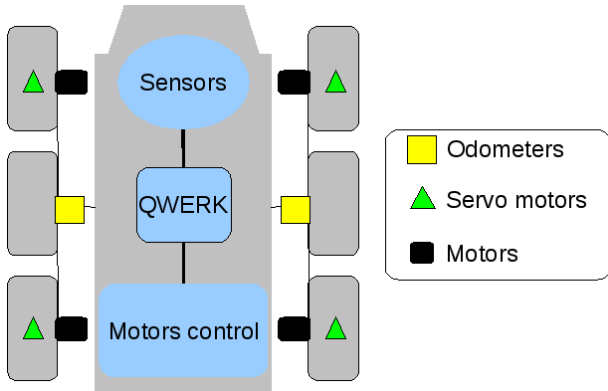 Sensors
QWERK
Motors control
Odometers
Servo motors
Motors